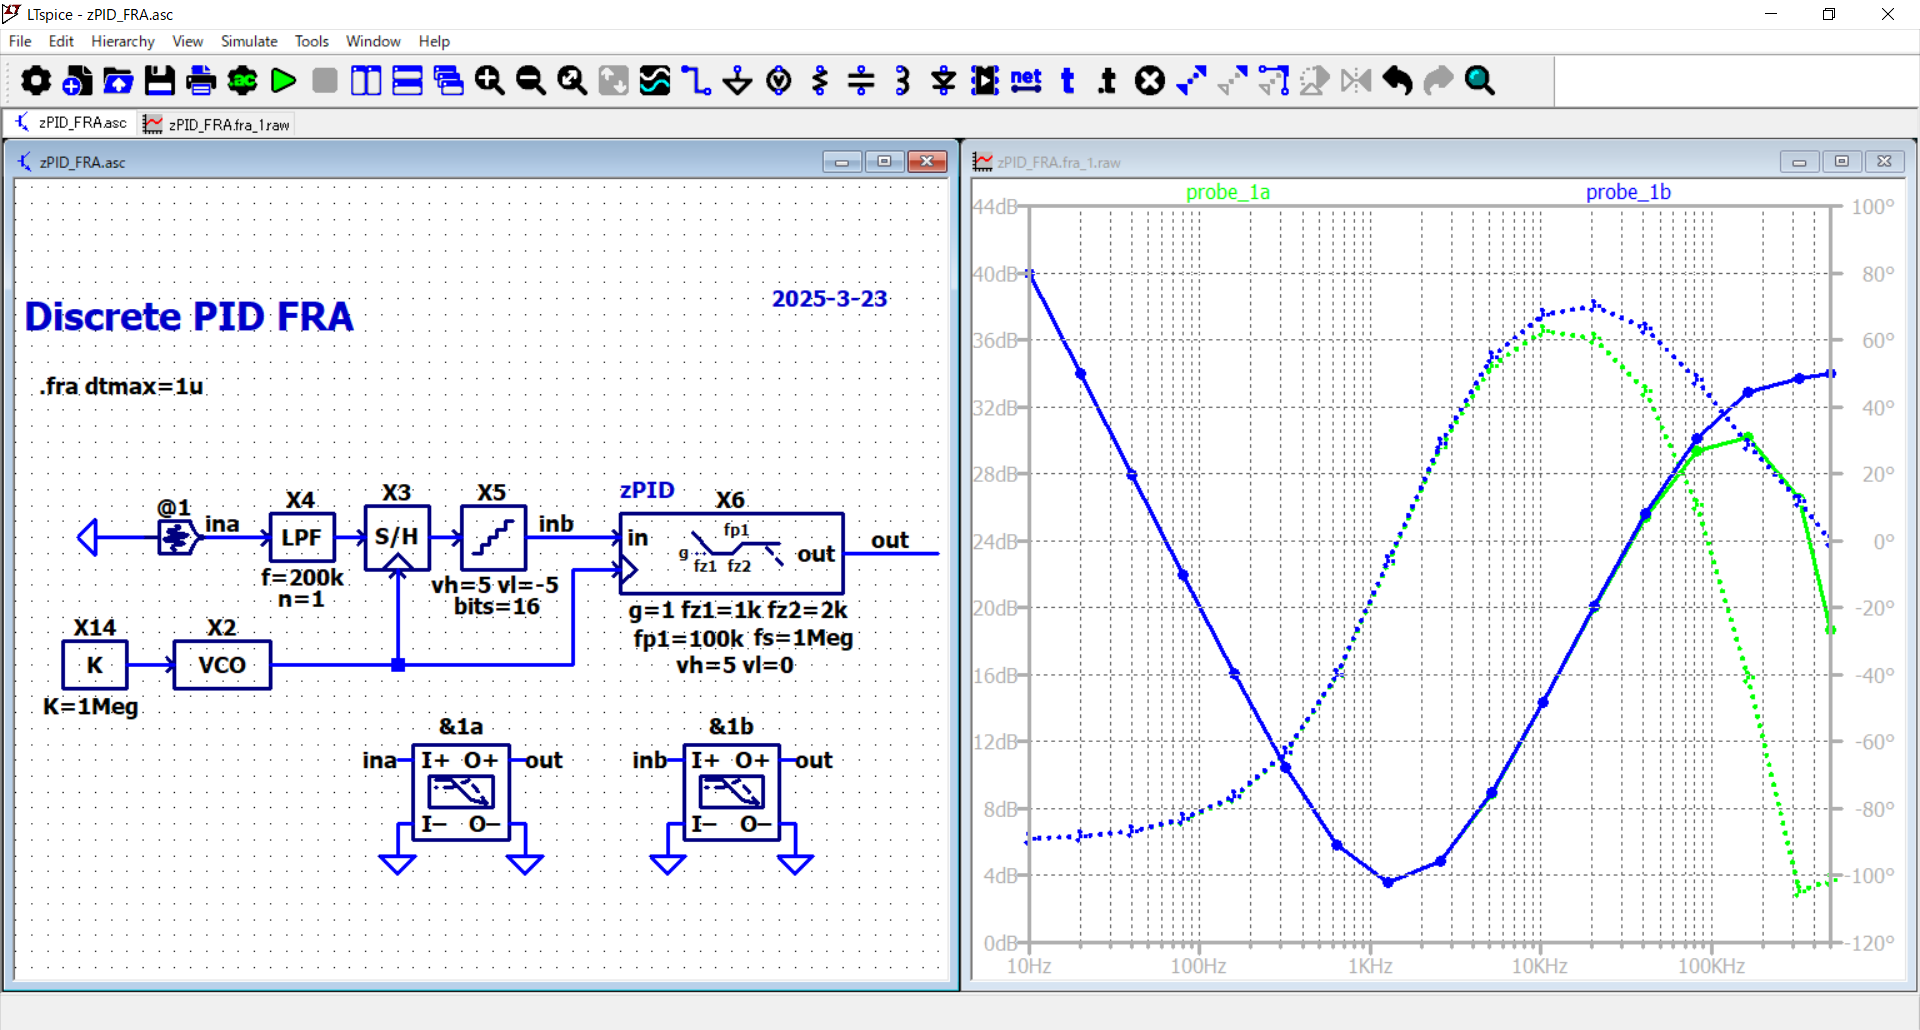 LTspice - zPID_FRA.asc
File Edit Hierarchy View Simulate Tools Window Help
ac net t .t
zPID_FRA.asc zPID_FRA.fra_1.raw
zPID_FRA.asc
Discrete PID FRA
2025-3-23
.fra dtmax=1u
@1
ina
X4
LPF
f=200k
n=1
X3
S/H
X5
vh=5 vl=-5
bits=16
inb
zPID
X6
in
g
fp1
fz1 fz2
out
out
g=1 fz1=1k fz2=2k
fp1=100k fs=1Meg
vh=5 vl=0
X14
K
K=1Meg
X2
VCO
&1a
ina I+ O+ out
I− O−
&1b
inb I+ O+ out
I− O−
zPID_FRA.fra_1.raw
probe_1a probe_1b
44dB 100°
40dB 80°
36dB 60°
32dB 40°
28dB 20°
24dB 0°
20dB -20°
16dB -40°
12dB -60°
8dB -80°
4dB -100°
0dB -120°
10Hz 100Hz 1KHz 10KHz 100KHz